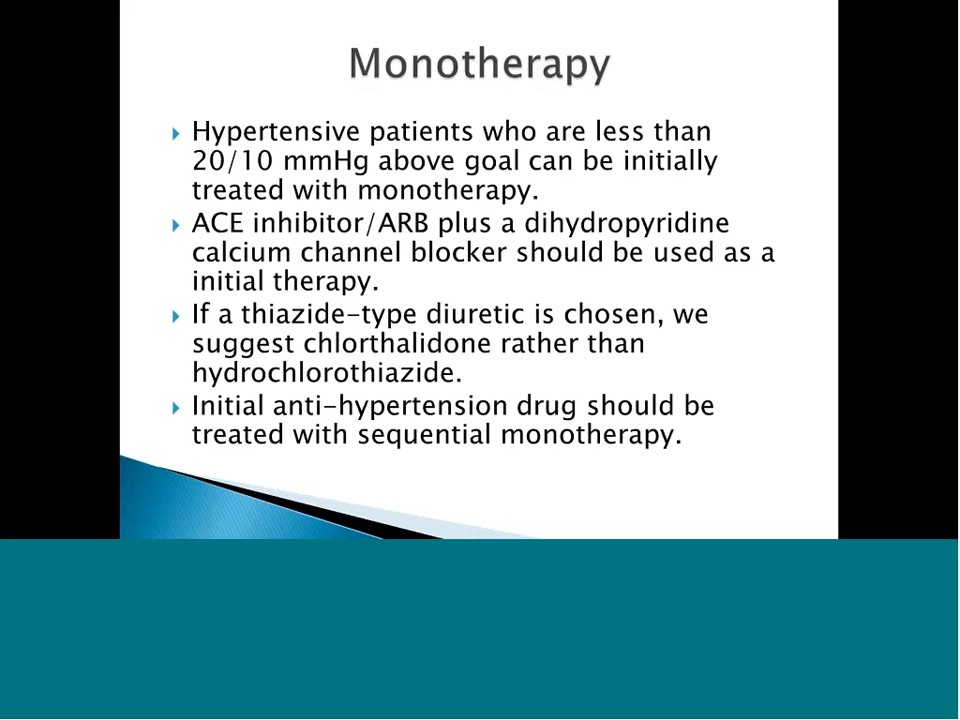 Monotherapy
Hypertensive patients who are less than
20/10 mmHg above goal can be initially
treated with monotherapy.
ACE inhibitor/ARB plus a dihydropyridine
calcium channel blocker should be used as a
initial therapy.
If a thiazide-type diuretic is chosen, we
suggest chlorthalidone rather than
hydrochlorothiazide.
Initial anti-hypertension drug should be
treated with sequential monotherapy.